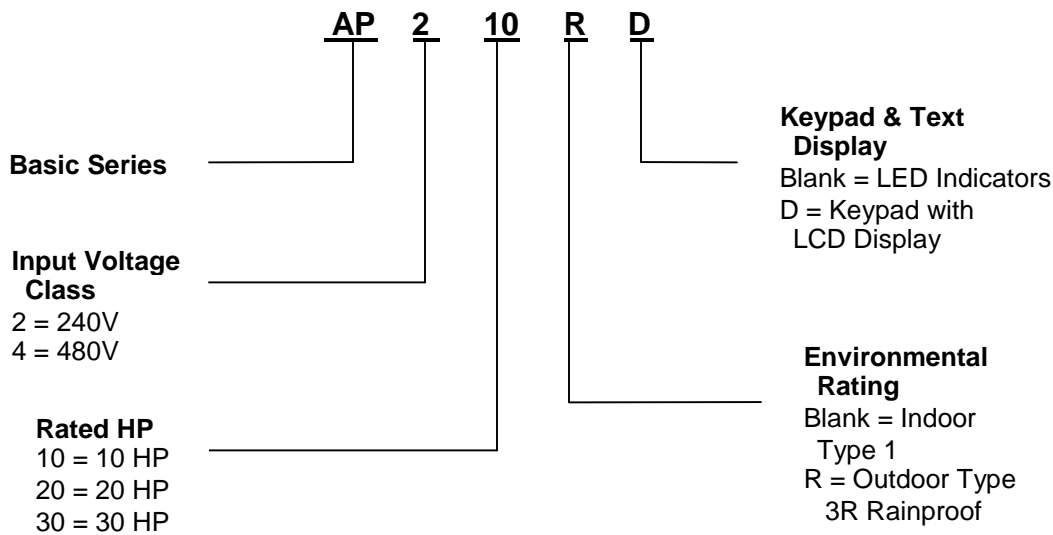 AP 2 10 R D
Basic Series
Input Voltage
Class
2 = 240V
4 = 480V
Rated HP
10 = 10 HP
20 = 20 HP
30 = 30 HP
Keypad & Text
Display
Blank = LED Indicators
D = Keypad with
LCD Display
Environmental
Rating
Blank = Indoor
Type 1
R = Outdoor Type
3R Rainproof